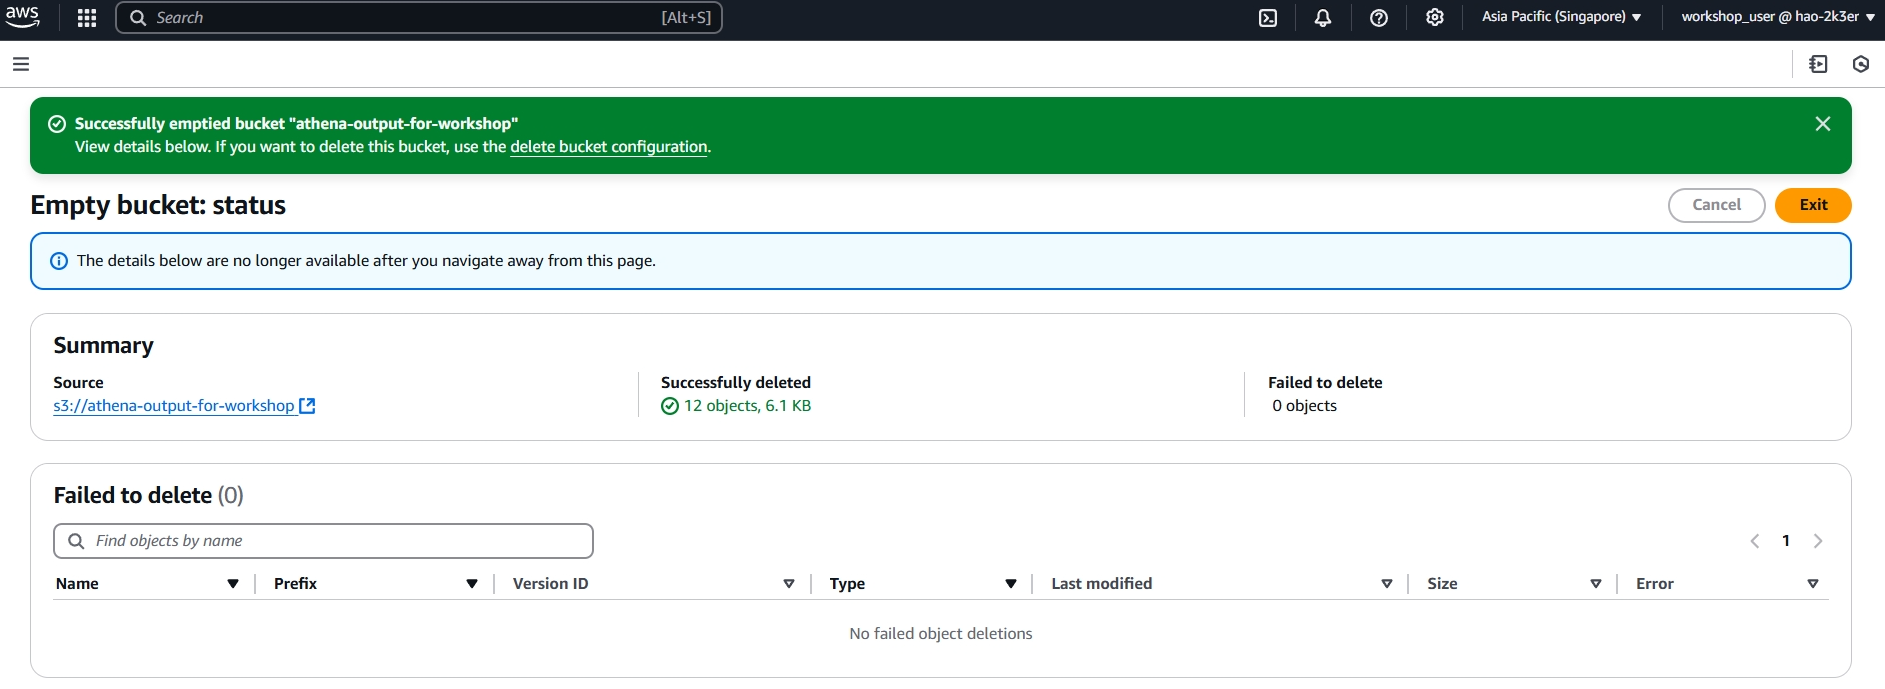 aws
Search [Alt+S] Asia Pacific (Singapore) workshop_user @ hao-2k3er
Successfully emptied bucket "athena-output-for-workshop"
View details below. If you want to delete this bucket, use the delete bucket configuration.
Empty bucket: status
Cancel Exit
The details below are no longer available after you navigate away from this page.
Summary
Source Successfully deleted Failed to delete
s3://athena-output-for-workshop 12 objects, 6.1 KB 0 objects
Failed to delete (0)
Find objects by name 1
Name Prefix Version ID Type Last modified Size Error
No failed object deletions